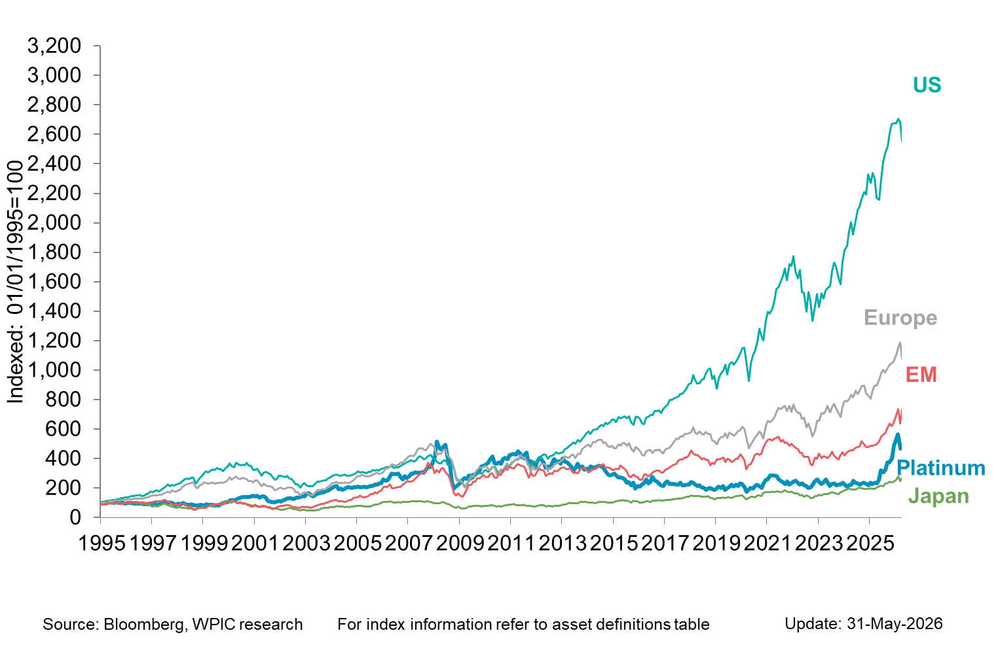 3,200
3,000
2,800
2,600
2,400
2,200
2,000
1,800
1,600
1,400
1,200
1,000
800
600
400
200
0
Indexed: 01/01/1995=100
US
Europe
EM
Platinum
Japan
1995 1997 1999 2001 2003 2005 2007 2009 2011 2013 2015 2017 2019 2021 2023 2025
Source: Bloomberg, WPIC research For index information refer to asset definitions table Update: 31-May-2026